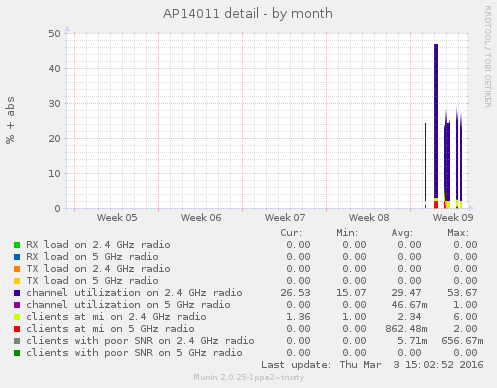 AP14011 detail - by month
RRDTOOL / TOBI OETIKER
% + abs
50
40
30
20
10
0
Week 05 Week 06 Week 07 Week 08 Week 09
Cur: Min: Avg: Max:
RX load on 2.4 GHz radio 0.00 0.00 0.00 0.00
RX load on 5 GHz radio 0.00 0.00 0.00 0.00
TX load on 2.4 GHz radio 0.00 0.00 0.00 0.00
TX load on 5 GHz radio 0.00 0.00 0.00 0.00
channel utilization on 2.4 GHz radio 26.53 15.07 29.47 53.67
channel utilization on 5 GHz radio 0.00 0.00 46.67m 1.00
clients at mi on 2.4 GHz radio 1.36 1.00 2.34 6.00
clients at mi on 5 GHz radio 0.00 0.00 862.48m 2.00
clients with poor SNR on 2.4 GHz radio 0.00 0.00 5.71m 656.67m
clients with poor SNR on 5 GHz radio 0.00 0.00 0.00 0.00
Last update: Thu Mar 3 15:02:52 2016
Munin 2.0.25-1ppa2~trusty